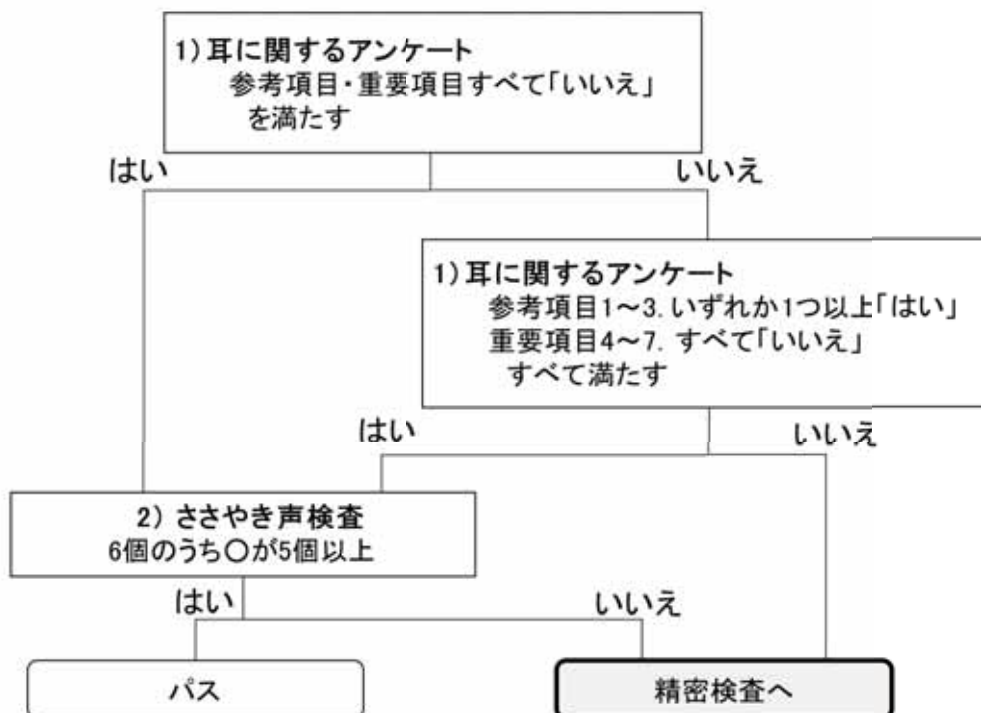 1) 耳に関するアンケート
参考項目・重要項目すべて「いいえ」
を満たす
はい
いいえ
1) 耳に関するアンケート
参考項目1～3. いずれか1つ以上「はい」
重要項目4～7. すべて「いいえ」
すべて満たす
はい
いいえ
2) ささやき声検査
6個のうち〇が5個以上
はい
いいえ
パス
精密検査へ